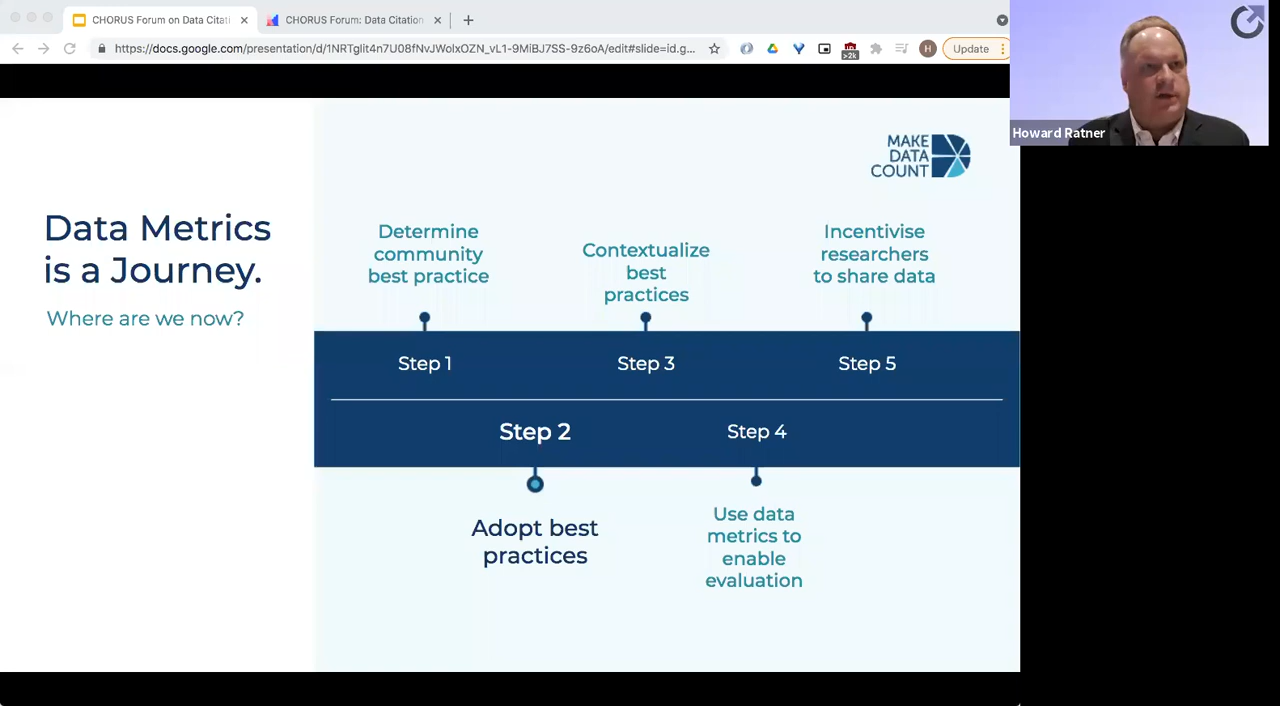 CHORUS Forum on Data Citati
CHORUS Forum: Data Citation
https://docs.google.com/presentation/d/1NRTglit4n7U08fNvJWolxOZN_vL1-9MiBJ7SS-9z6oA/edit#slide=id.g...
>2k
H
Update
Howard Ratner
MAKE
DATA
COUNT
Data Metrics
is a Journey.
Where are we now?
Determine
community
best practice
Contextualize
best
practices
Incentivise
researchers
to share data
Step 1
Step 3
Step 5
Step 2
Step 4
Adopt best
practices
Use data
metrics to
enable
evaluation